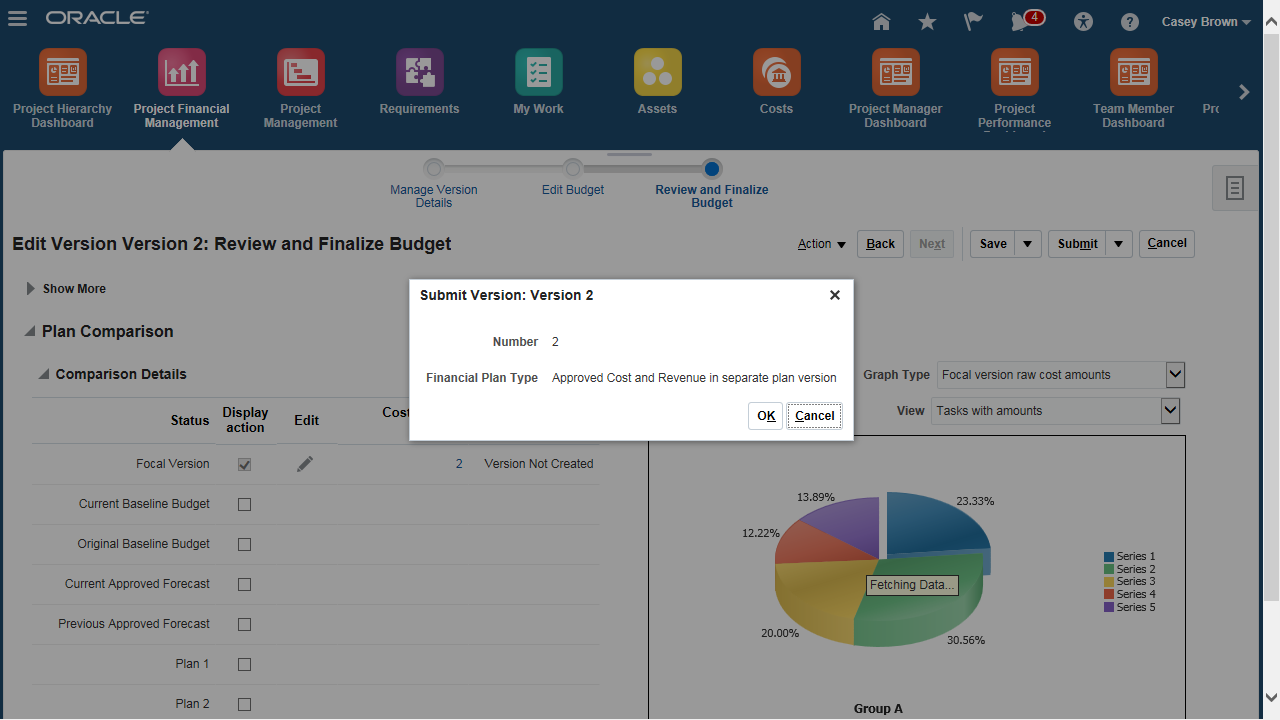 ORACLE
4
Casey Brown
Project Hierarchy
Dashboard
Project Financial
Management
Project
Management
Requirements
My Work
Assets
Costs
Project Manager
Dashboard
Project
Performance
Team Member
Dashboard
Manage Version
Details
Edit Budget
Review and Finalize
Budget
Edit Version Version 2: Review and Finalize Budget
Action
Back
Next
Save
Submit
Cancel
Show More
Plan Comparison
Comparison Details
Graph Type
Focal version raw cost amounts
View
Tasks with amounts
Submit Version: Version 2
Number 2
Financial Plan Type Approved Cost and Revenue in separate plan version
OK
Cancel
Status
Display
action
Edit
Cost
Focal Version
2
Version Not Created
Current Baseline Budget
Original Baseline Budget
Current Approved Forecast
Previous Approved Forecast
Plan 1
Plan 2
13.89%
23.33%
12.22%
20.00%
30.56%
Fetching Data...
Series 1
Series 2
Series 3
Series 4
Series 5
Group A